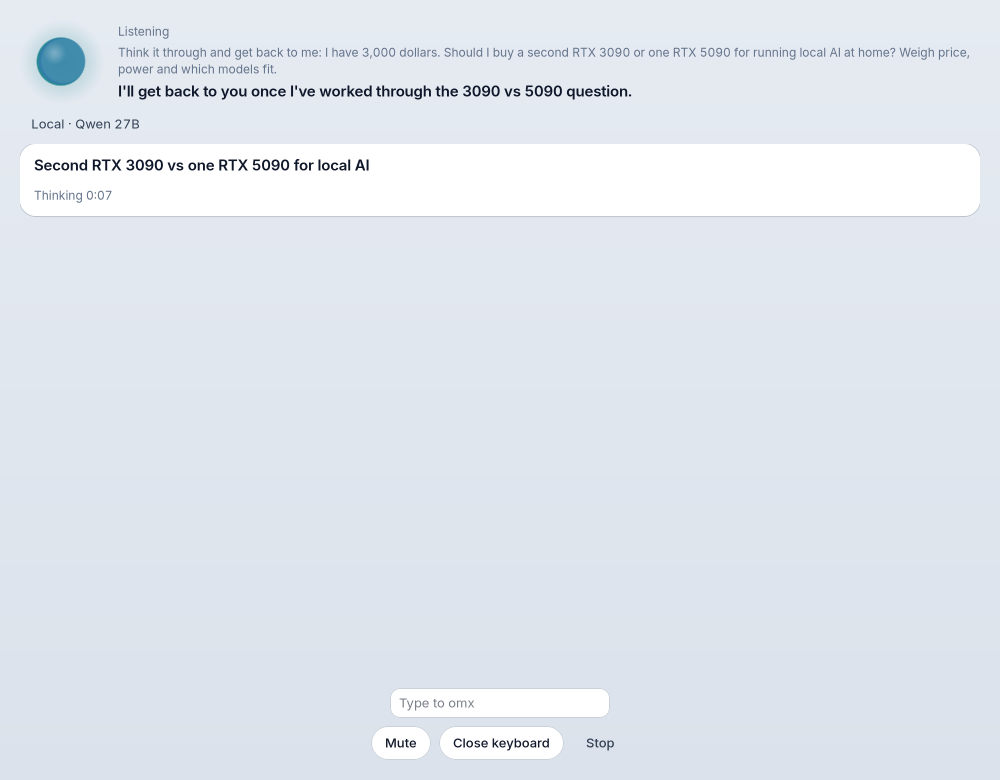 Listening
Think it through and get back to me: I have 3,000 dollars. Should I buy a second RTX 3090 or one RTX 5090 for running local AI at home? Weigh price,
power and which models fit.
I'll get back to you once I've worked through the 3090 vs 5090 question.
Local · Qwen 27B
Second RTX 3090 vs one RTX 5090 for local AI
Thinking 0:07
Type to omx
Mute
Close keyboard
Stop